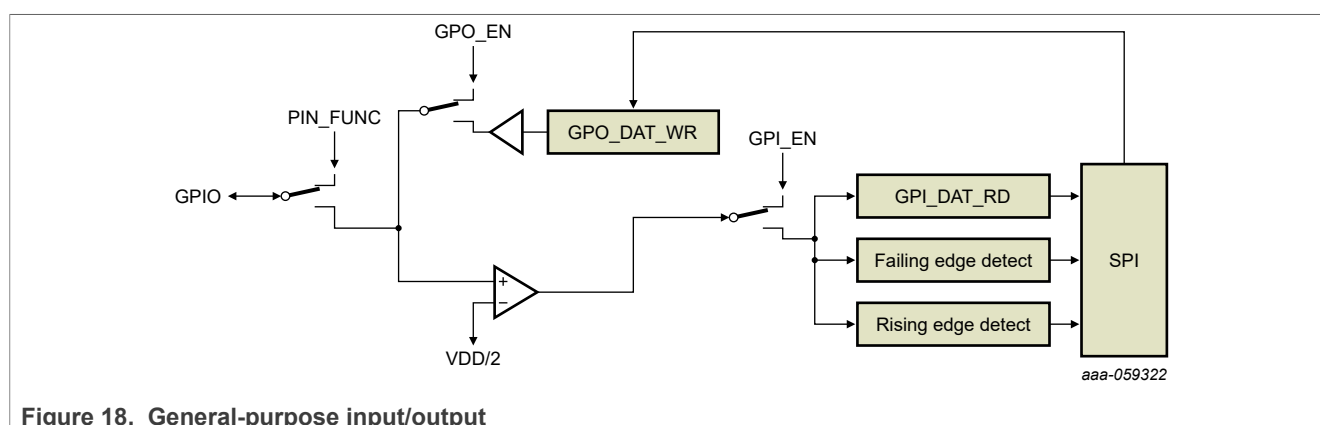 GPO_EN
PIN_FUNC
GPO_DAT_WR
GPI_EN
GPIO
GPI_DAT_RD
Failing edge detect
SPI
+
−
Rising edge detect
VDD/2
aaa-059322
Figure 18. General-purpose input/output